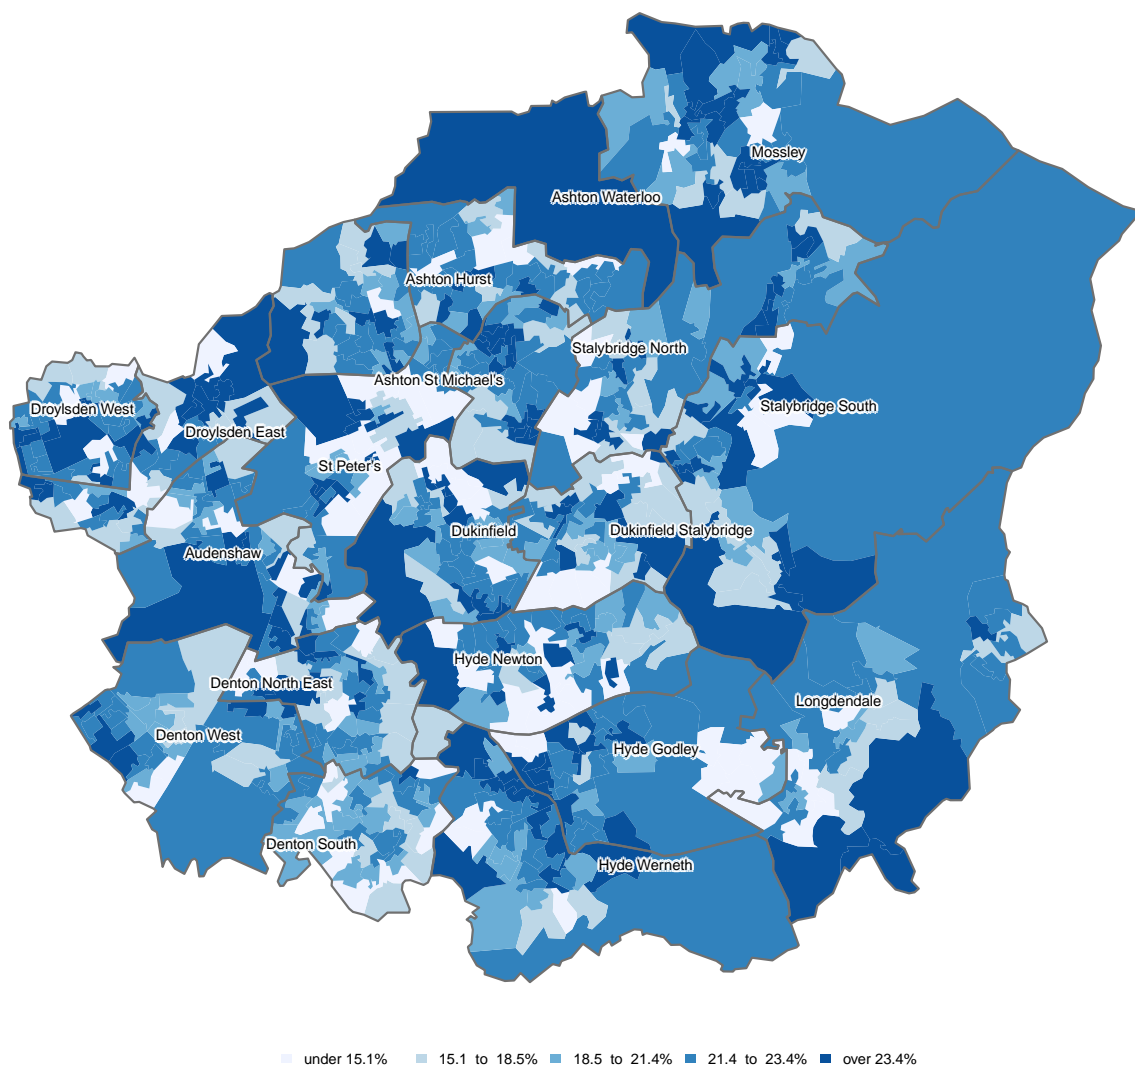 Mossley
Ashton Waterloo
Ashton Hurst
Stalybridge North
Ashton St Michael's
Droylsden West
Stalybridge South
Droylsden East
St Peter's
Dukinfield
Dukinfield Stalybridge
Audenshaw
Hyde Newton
Denton North East
Longdendale
Denton West
Hyde Godley
Denton South
Hyde Werneth
under 15.1% 15.1 to 18.5% 18.5 to 21.4% 21.4 to 23.4% over 23.4%